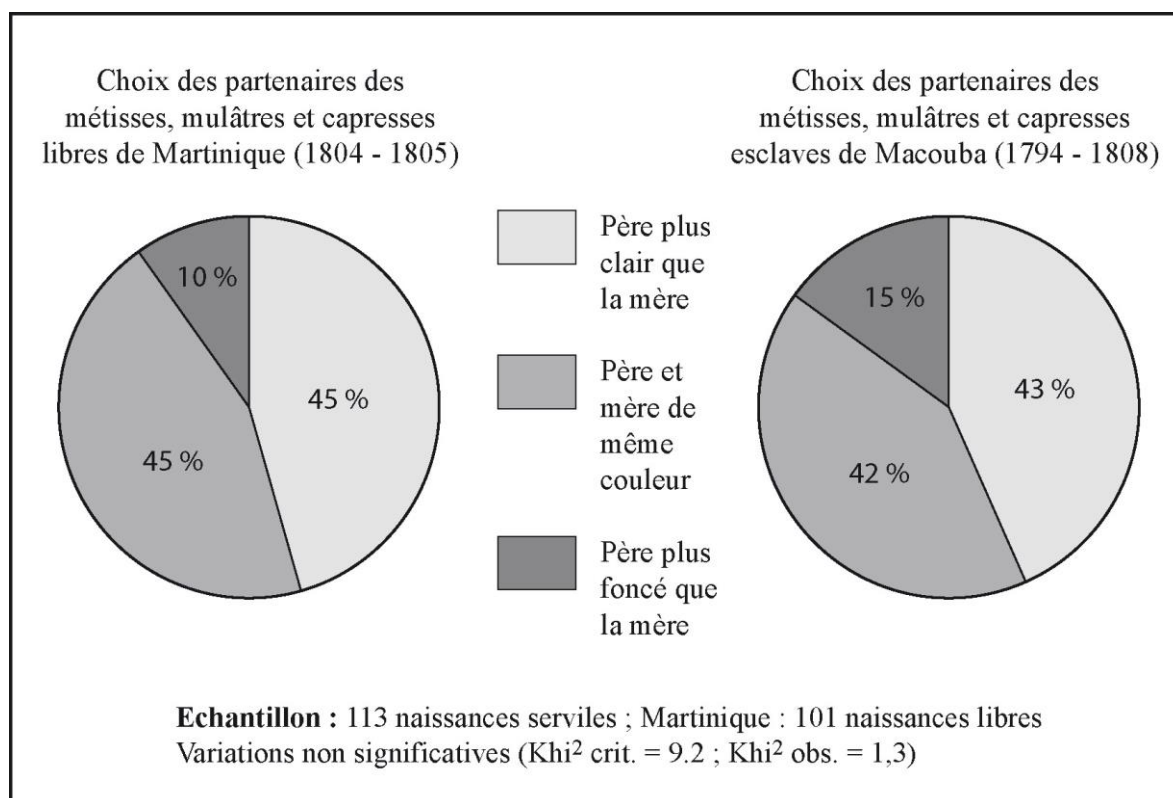 Choix des partenaires des
métisses, mulâtres et capresses
libres de Martinique (1804 - 1805)
Choix des partenaires des
métisses, mulâtres et capresses
esclaves de Macouba (1794 - 1808)
10 %
45 %
45 %
Père plus
clair que
la mère
Père et
mère de
même
couleur
Père plus
foncé que
la mère
15 %
43 %
42 %
Echantillon : 113 naissances serviles ; Martinique : 101 naissances libres
Variations non significatives (Khi² crit. = 9.2 ; Khi² obs. = 1,3)